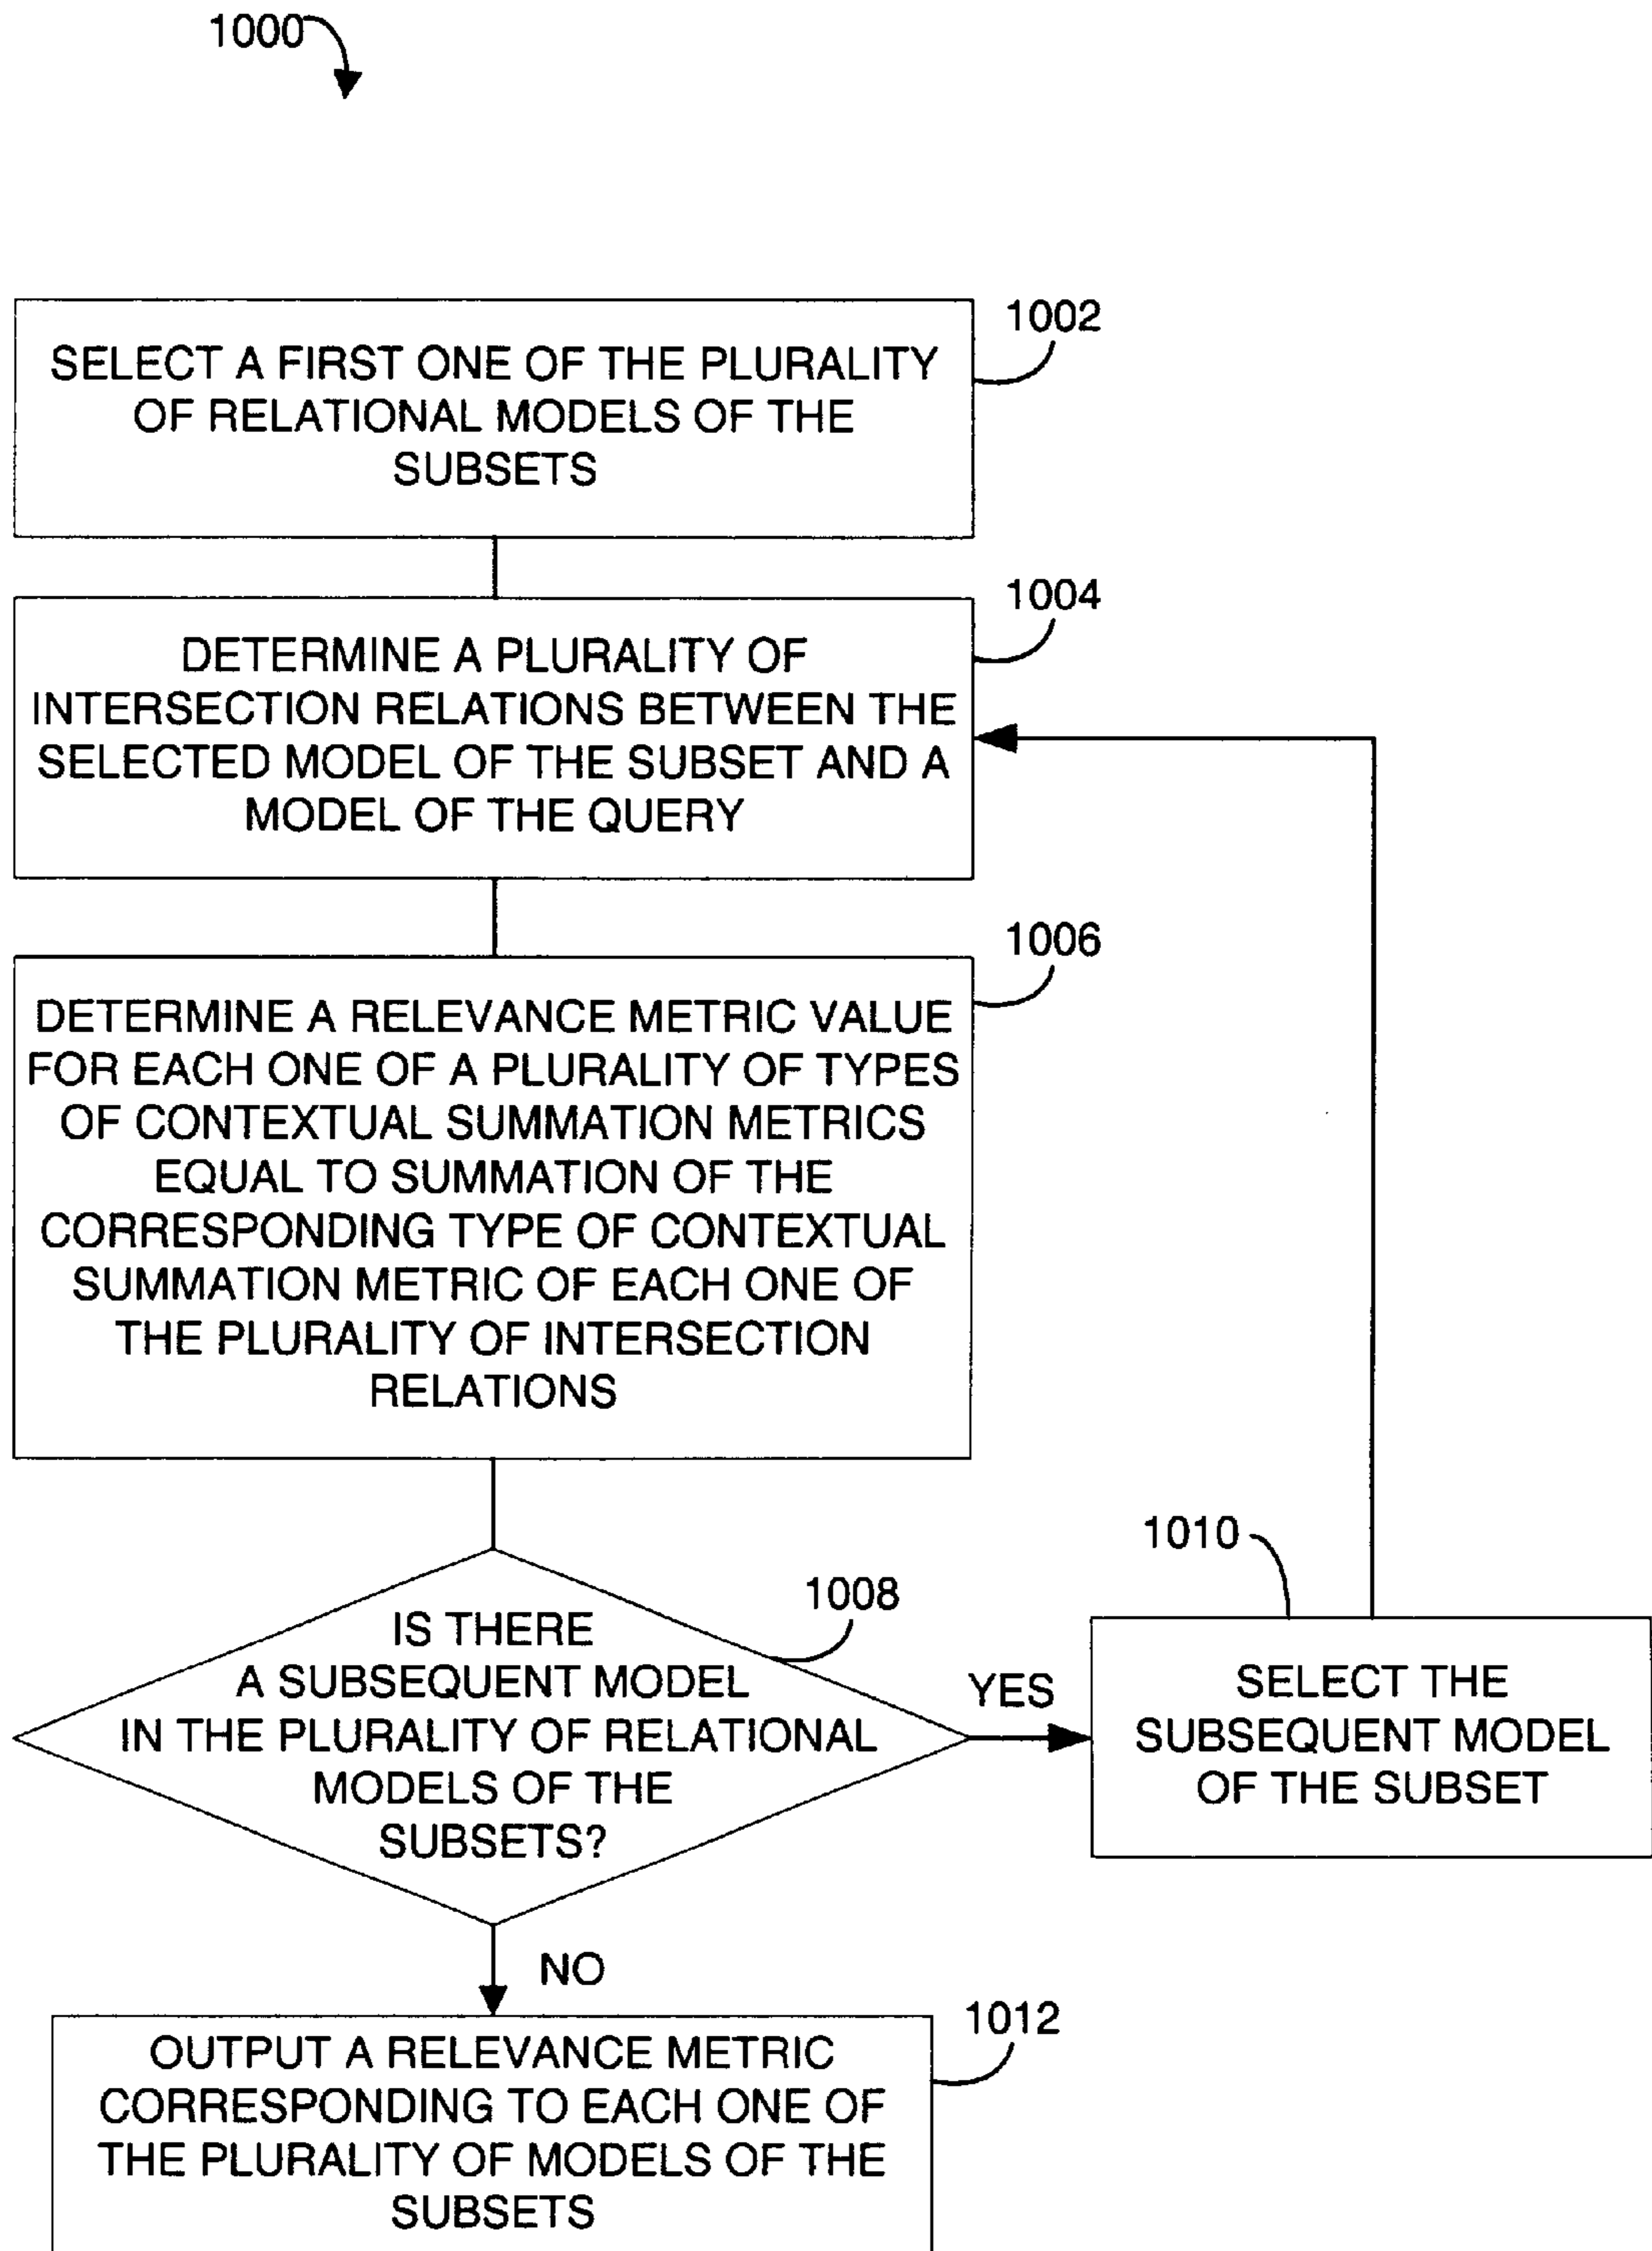 1000
1002
SELECT A FIRST ONE OF THE PLURALITY
OF RELATIONAL MODELS OF THE
SUBSETS
1004
DETERMINE A PLURALITY OF
INTERSECTION RELATIONS BETWEEN THE
SELECTED MODEL OF THE SUBSET AND A
MODEL OF THE QUERY
1006
DETERMINE A RELEVANCE METRIC VALUE
FOR EACH ONE OF A PLURALITY OF TYPES
OF CONTEXTUAL SUMMATION METRICS
EQUAL TO SUMMATION OF THE
CORRESPONDING TYPE OF CONTEXTUAL
SUMMATION METRIC OF EACH ONE OF
THE PLURALITY OF INTERSECTION
RELATIONS
1008
IS THERE
A SUBSEQUENT MODEL
IN THE PLURALITY OF RELATIONAL
MODELS OF THE
SUBSETS?
YES
1010
SELECT THE
SUBSEQUENT MODEL
OF THE SUBSET
NO
1012
OUTPUT A RELEVANCE METRIC
CORRESPONDING TO EACH ONE OF
THE PLURALITY OF MODELS OF THE
SUBSETS